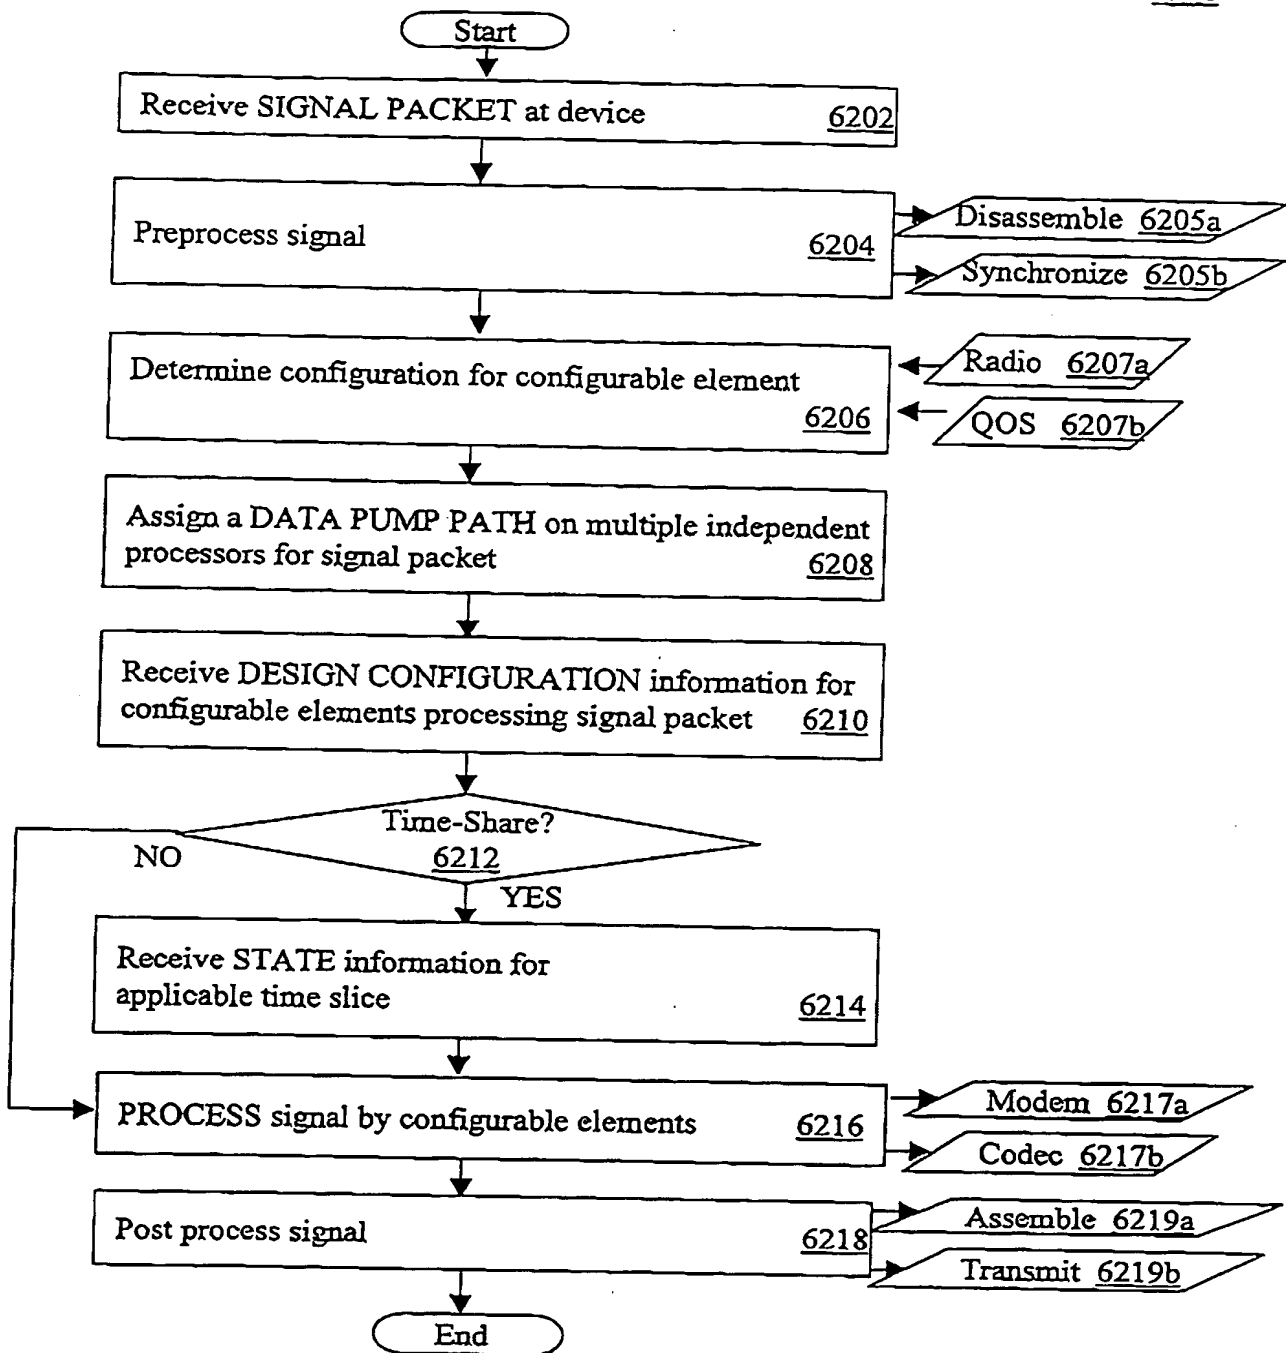 Start
Receive SIGNAL PACKET at device 6202
Preprocess signal 6204
Disassemble 6205a
Synchronize 6205b
Determine configuration for configurable element
6206
Radio 6207a
QOS 6207b
Assign a DATA PUMP PATH on multiple independent
processors for signal packet 6208
Receive DESIGN CONFIGURATION information for
configurable elements processing signal packet 6210
Time-Share?
6212
NO
YES
Receive STATE information for
applicable time slice 6214
PROCESS signal by configurable elements 6216
Modem 6217a
Codec 6217b
Post process signal 6218
Assemble 6219a
Transmit 6219b
End